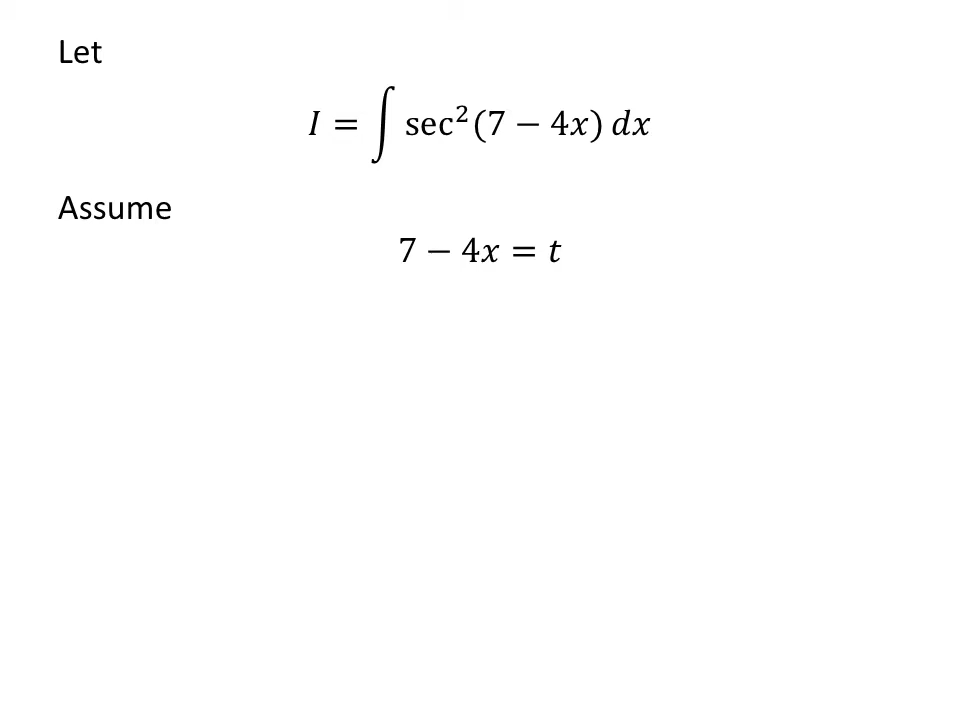 Let
𝐼 = ∫ sec²(7 − 4𝑥) 𝑑𝑥
Assume
7 − 4𝑥 = 𝑡